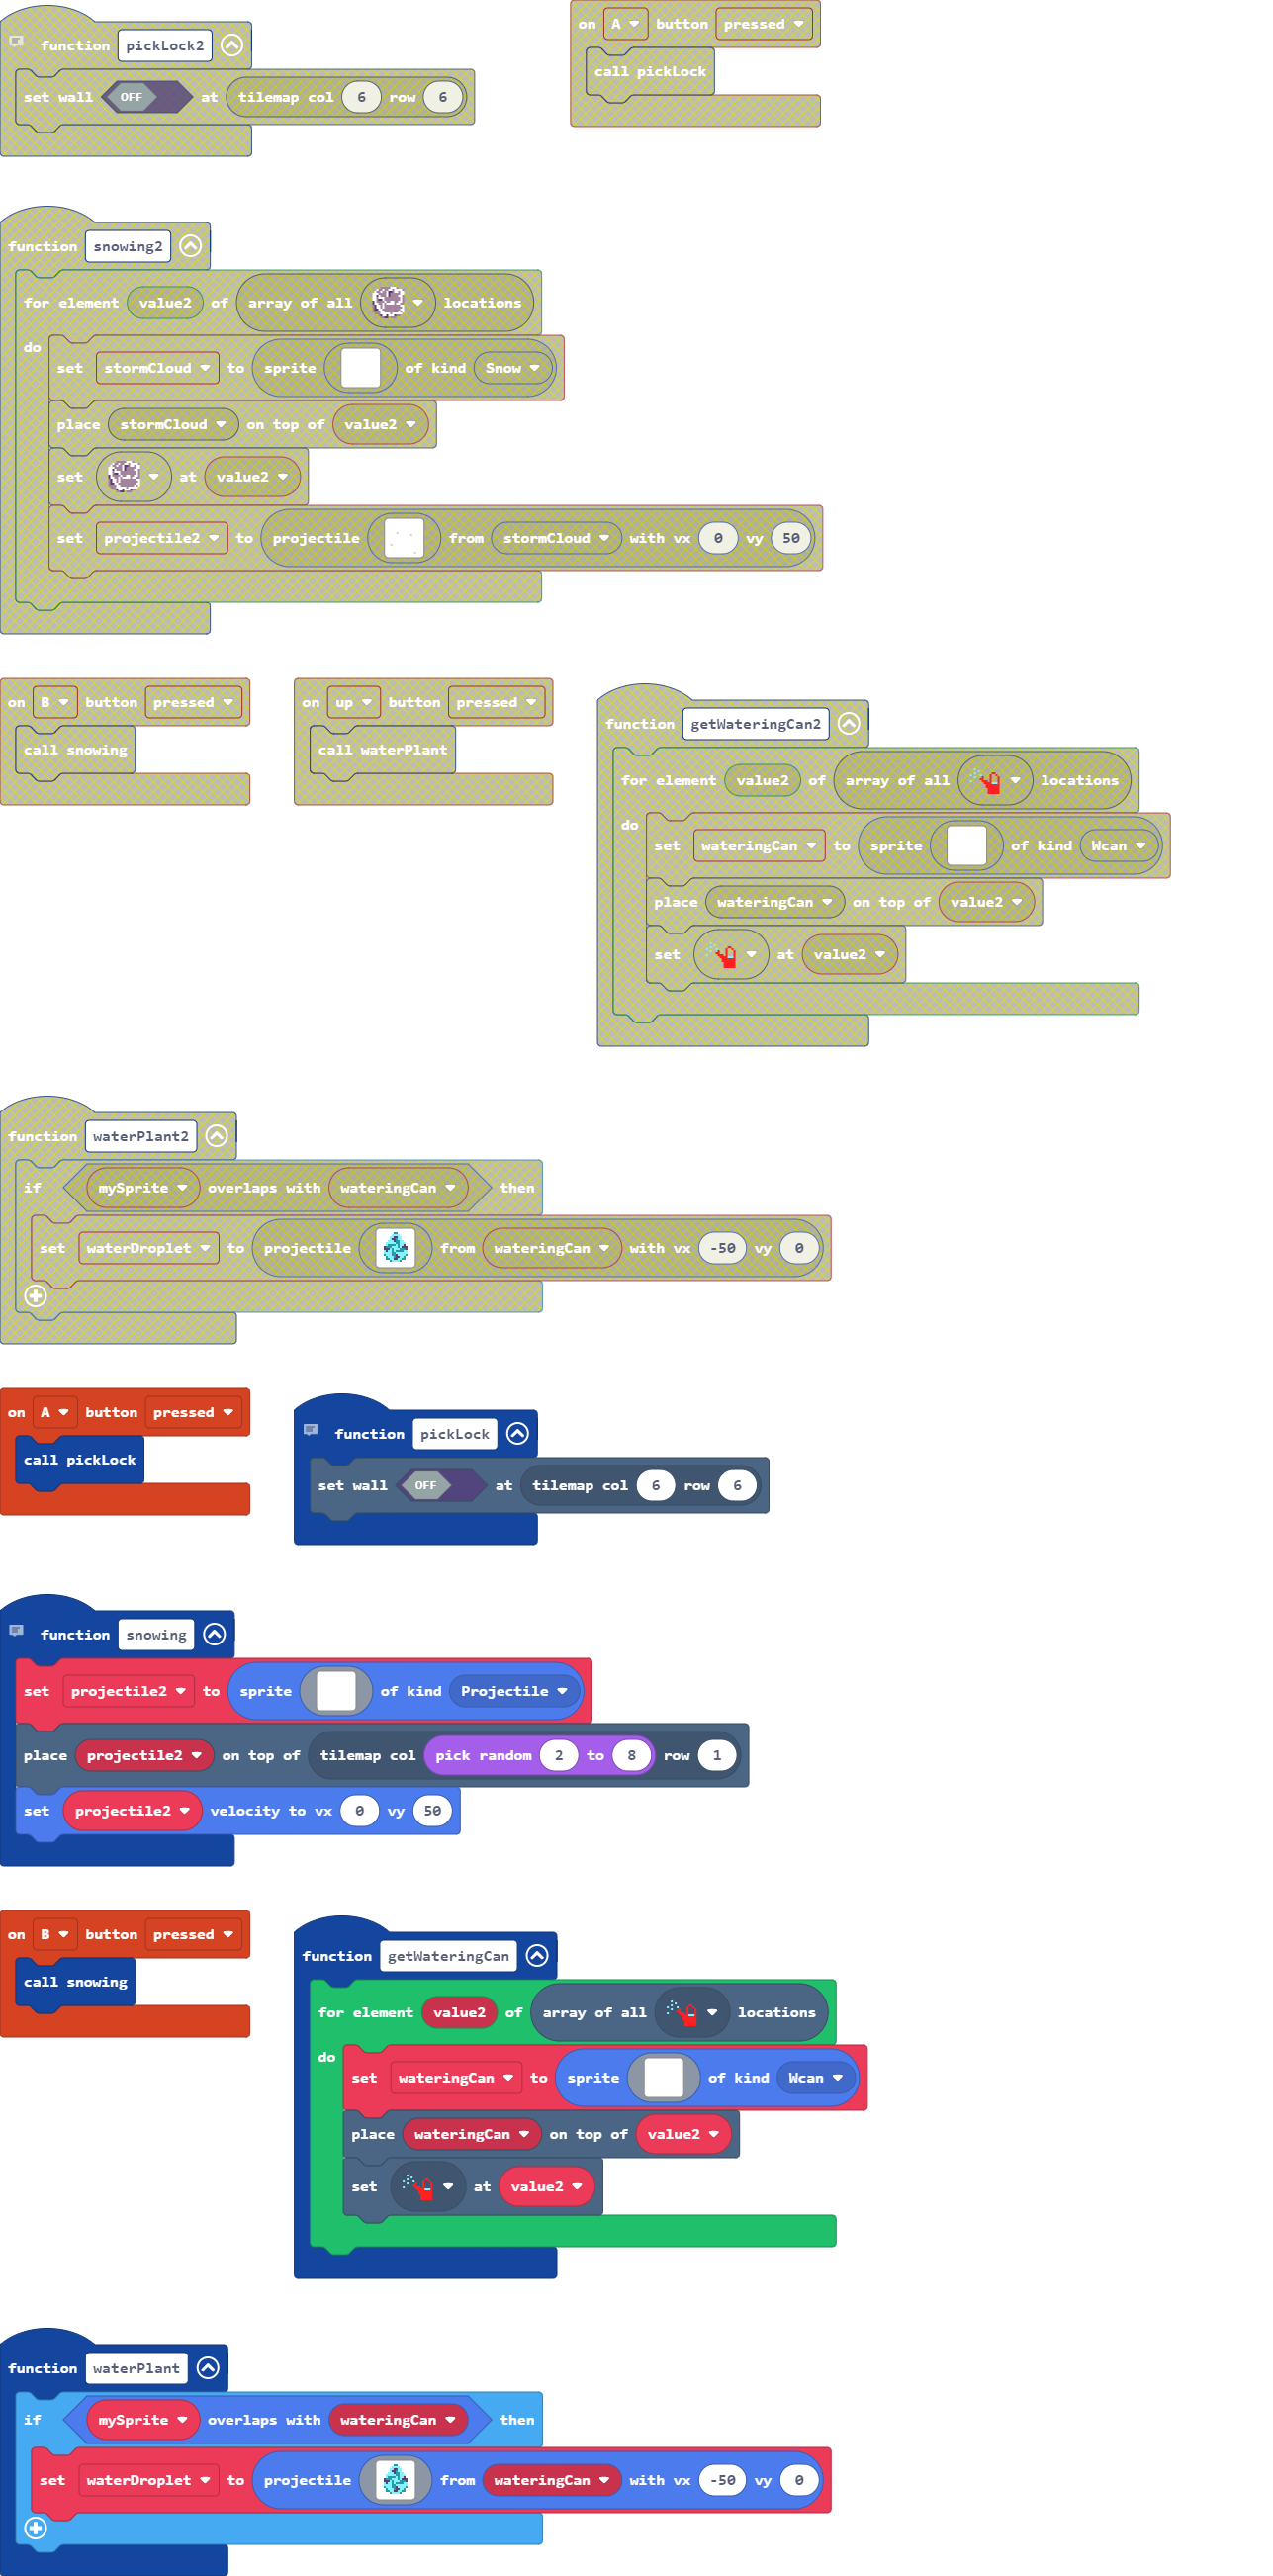 function pickLock2
set wall OFF at tilemap col 6 row 6
on A button pressed
call pickLock
function snowing2
for element value2 of array of all locations
do
set stormCloud to sprite of kind Snow
place stormCloud on top of value2
set at value2
set projectile2 to projectile from stormCloud with vx 0 vy 50
on B button pressed
call snowing
on up button pressed
call waterPlant
function getWateringCan2
for element value2 of array of all locations
do
set wateringCan to sprite of kind Wcan
place wateringCan on top of value2
set at value2
function waterPlant2
if mySprite overlaps with wateringCan then
set waterDroplet to projectile from wateringCan with vx -50 vy 0
on A button pressed
call pickLock
function pickLock
set wall OFF at tilemap col 6 row 6
function snowing
set projectile2 to sprite of kind Projectile
place projectile2 on top of tilemap col pick random 2 to 8 row 1
set projectile2 velocity to vx 0 vy 50
on B button pressed
call snowing
function getWateringCan
for element value2 of array of all locations
do
set wateringCan to sprite of kind Wcan
place wateringCan on top of value2
set at value2
function waterPlant
if mySprite overlaps with wateringCan then
set waterDroplet to projectile from wateringCan with vx -50 vy 0